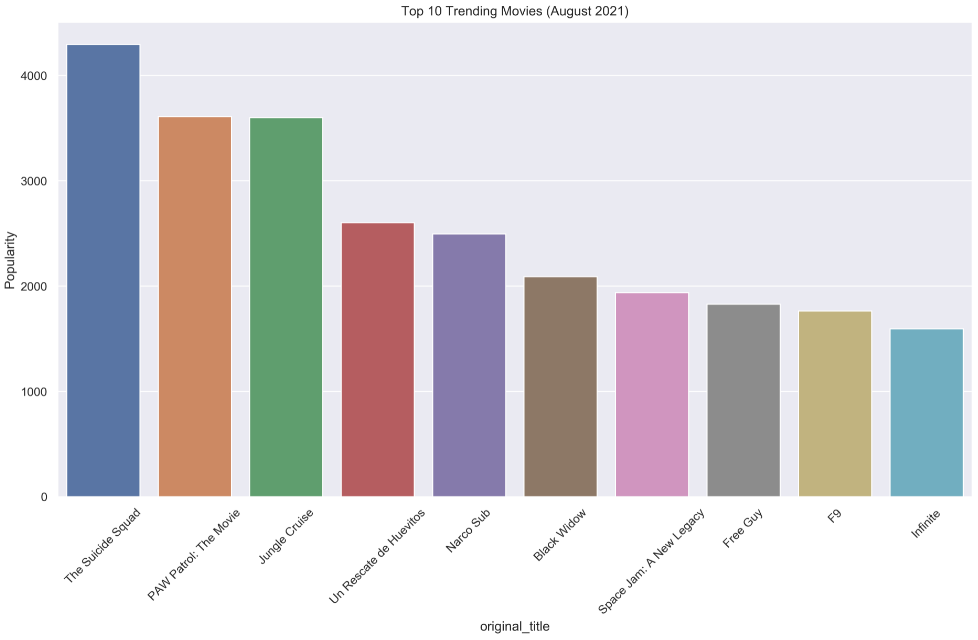 Top 10 Trending Movies (August 2021)
Popularity
4000
3000
2000
1000
0
The Suicide Squad
PAW Patrol: The Movie
Jungle Cruise
Un Rescate de Huevitos
Narco Sub
Black Widow
Space Jam: A New Legacy
Free Guy
F9
Infinite
original_title